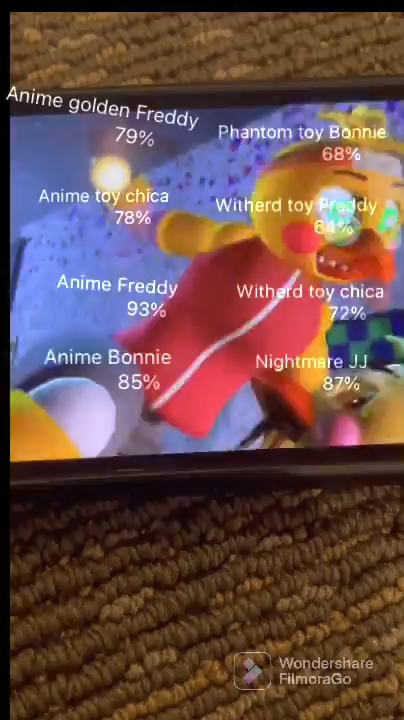 Anime golden Freddy
79%
Phantom toy Bonnie
68%
Anime toy chica
78%
Witherd toy Freddy
64%
Anime Freddy
93%
Witherd toy chica
72%
Anime Bonnie
85%
Nightmare JJ
87%
Wondershare
FilmoraGo